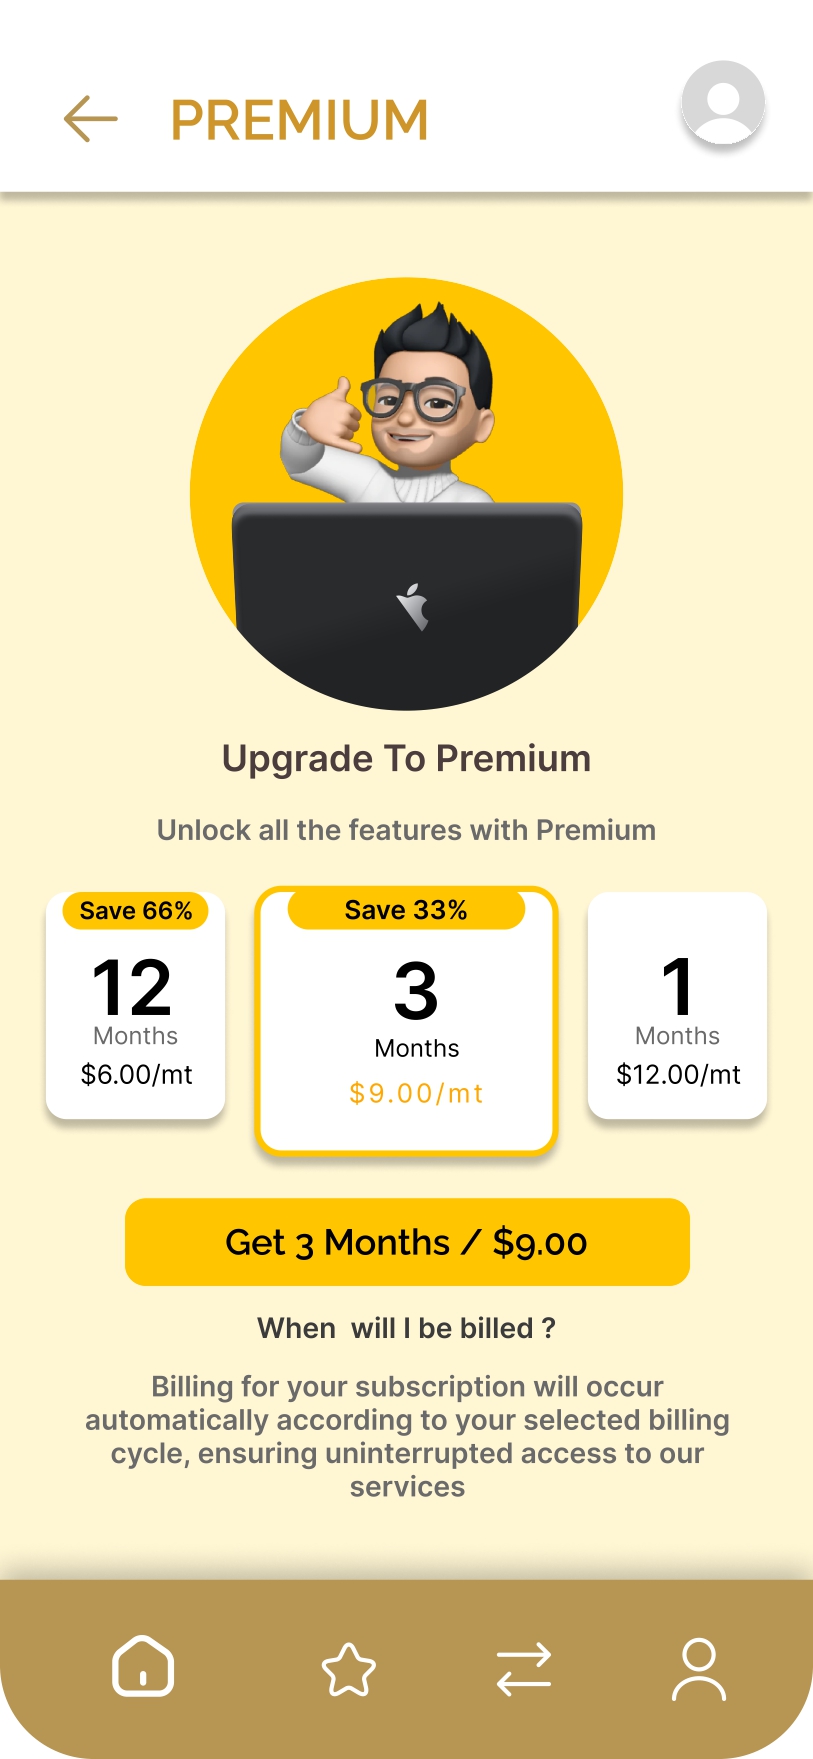 PREMIUM
Upgrade To Premium
Unlock all the features with Premium
Save 66%
12
Months
$6.00/mt
Save 33%
3
Months
$9.00/mt
1
Months
$12.00/mt
Get 3 Months / $9.00
When  will I be billed ?
Billing for your subscription will occur
automatically according to your selected billing
cycle, ensuring uninterrupted access to our
services